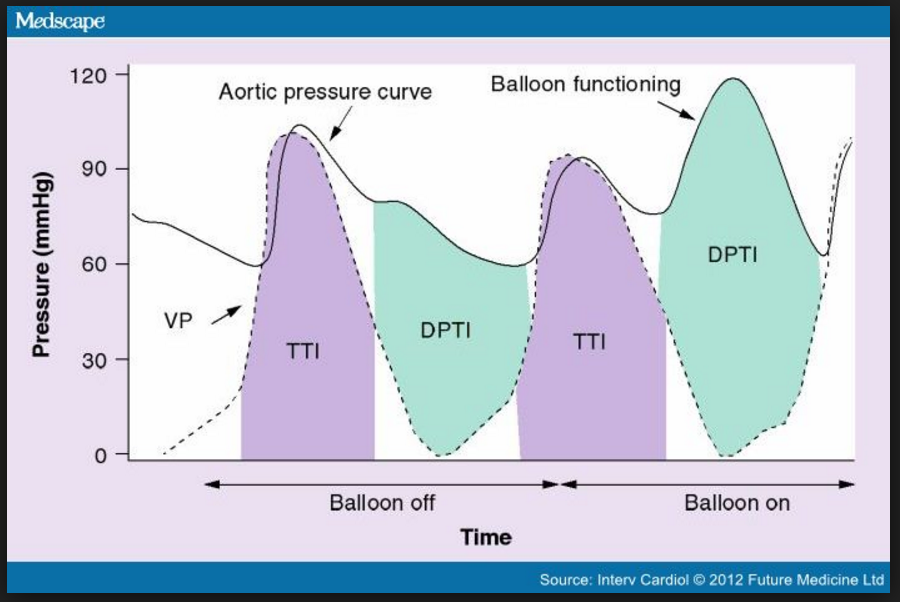 Medscape
120
Aortic pressure curve
Balloon functioning
90
Pressure (mmHg)
60
DPTI
VP
DPTI
TTI
TTI
30
0
Balloon off
Balloon on
Time
Source: Interv Cardiol © 2012 Future Medicine Ltd